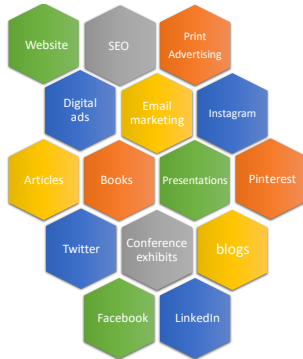 Website
SEO
Print
Advertising
Digital
ads
Email
marketing
Instagram
Articles
Books
Presentations
Pinterest
Twitter
Conference
exhibits
blogs
Facebook
LinkedIn